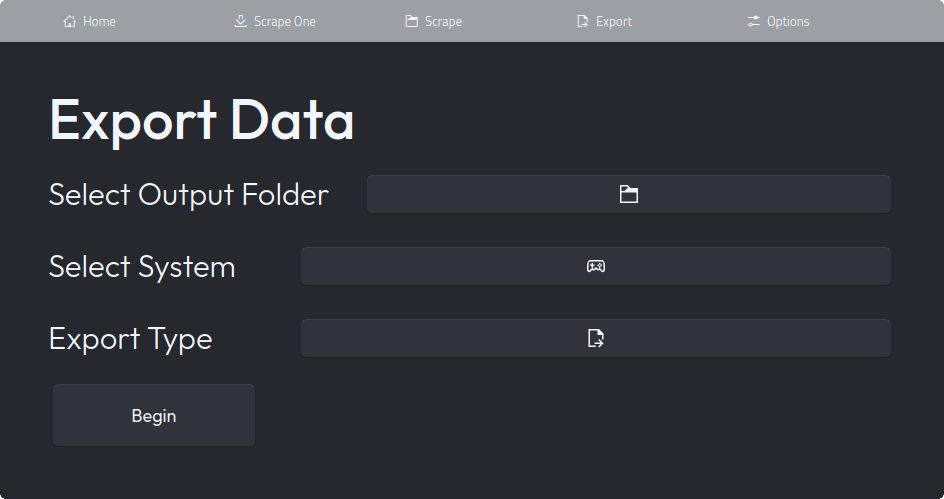 Home Scrape One Scrape Export Options
Export Data
Select Output Folder
Select System
Export Type
Begin